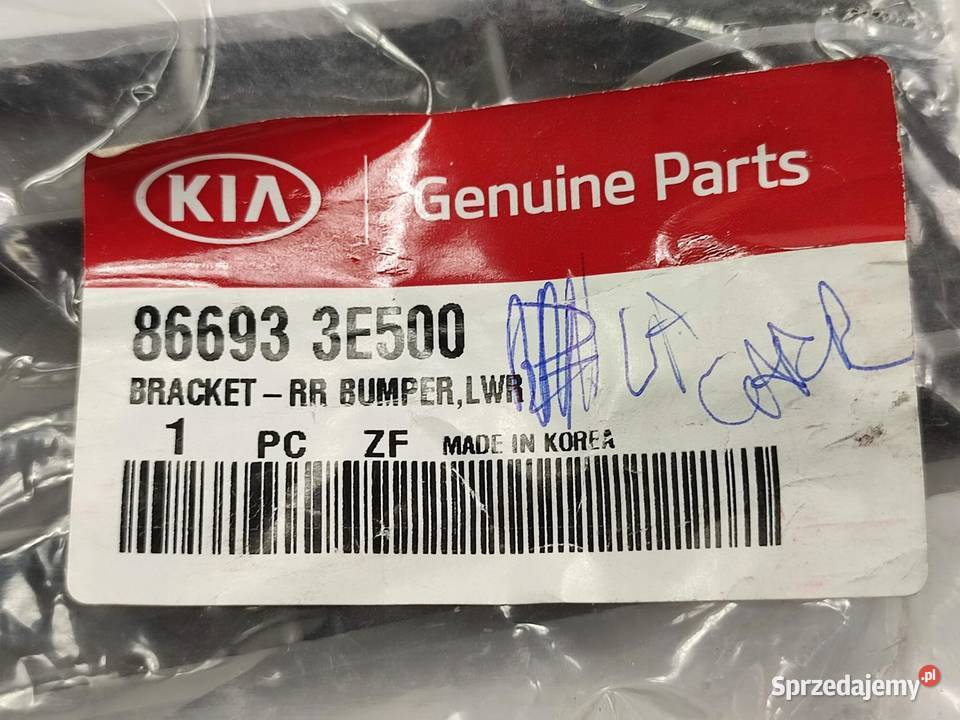 KIA Genuine Parts
86693 3E500
BRACKET-RR BUMPER,LWR
1 PC ZF MADE IN KOREA
Sprzedajemy.pl